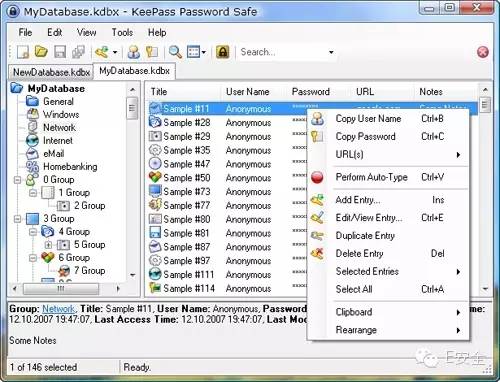 MyDatabase.kdbx - KeePass Password Safe
File Edit View Tools Help
Search...
NewDatabase.kdbx MyDatabase.kdbx
MyDatabase
General
Windows
Network
Internet
eMail
Homebanking
0 Group
1 Group
2 Group
3 Group
4 Group
5 Group
6 Group
7 Group
Title User Name Password URL Notes
Sample #11 Anonymous ******** google.com Some Notes
Sample #28 Anonymous
Sample #29 Anonymous
Sample #35 Anonymous
Sample #47 Anonymous
Sample #50 Anonymous
Sample #73 Anonymous
Sample #77 Anonymous
Sample #80 Anonymous
Sample #81 Anonymous
Sample #87 Anonymous
Sample #97 Anonymous
Sample #111 Anonymous
Sample #114 Anonymous
Copy User Name Ctrl+B
Copy Password Ctrl+C
URL(s)
Perform Auto-Type Ctrl+V
Add Entry... Ins
Edit/View Entry... Ctrl+E
Duplicate Entry
Delete Entry Del
Selected Entries
Select All Ctrl+A
Clipboard
Rearrange
Group: Network, Title: Sample #11, User Name: Anonymous, Password
Time: 12.10.2007 19:47:07, Last Access Time: 12.10.2007 19:47:07, Last Mod
Some Notes
1 of 146 selected Ready.
E安全